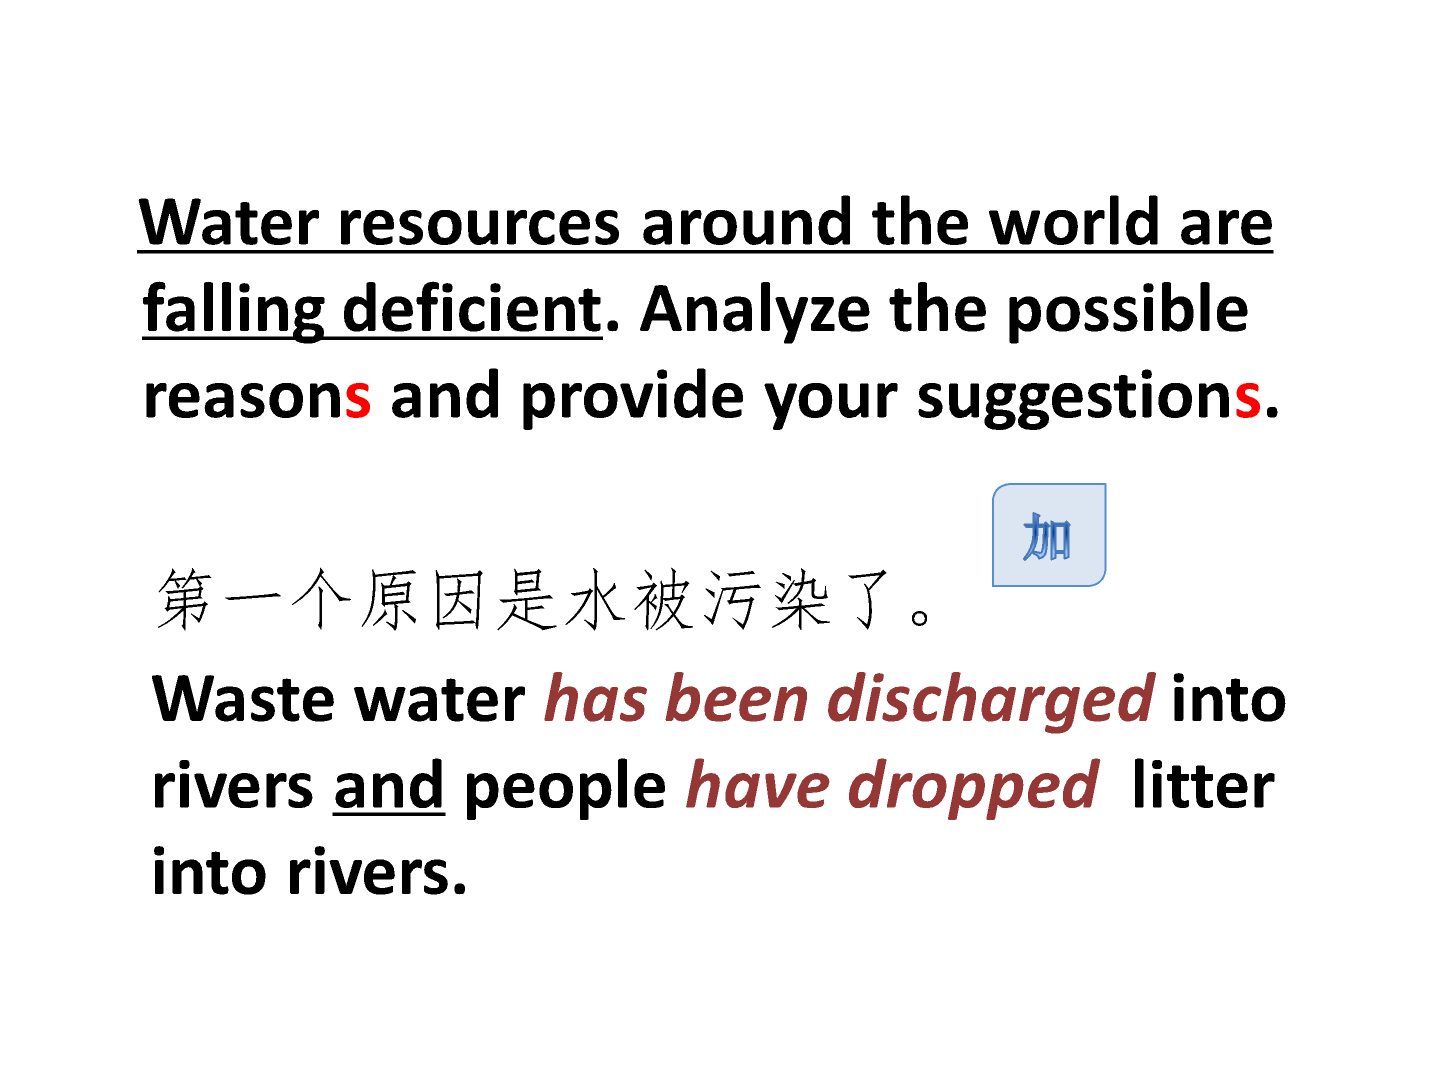 Water resources around the world are
falling deficient. Analyze the possible
reasons and provide your suggestions.
加
第一个原因是水被污染了。
Waste water has been discharged into
rivers and people have dropped litter
into rivers.